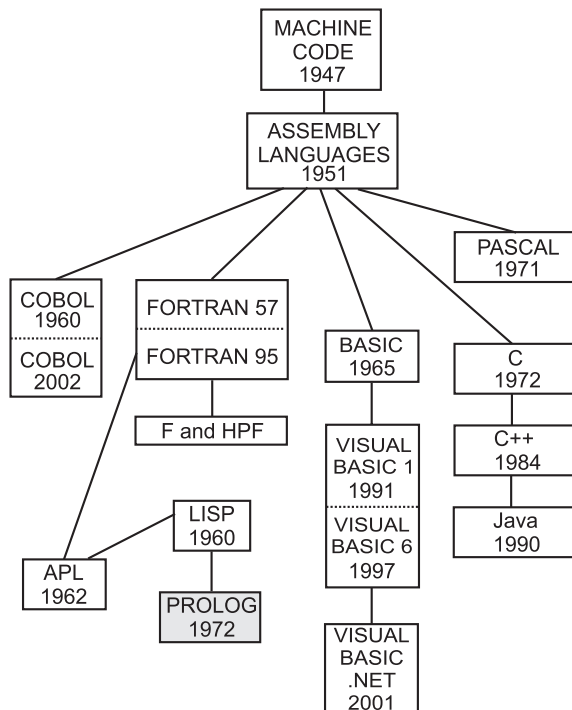 MACHINE
CODE
1947
ASSEMBLY
LANGUAGES
1951
PASCAL
1971
COBOL
1960
COBOL
2002
FORTRAN 57
FORTRAN 95
F and HPF
BASIC
1965
C
1972
VISUAL
BASIC 1
1991
VISUAL
BASIC 6
1997
C++
1984
Java
1990
LISP
1960
APL
1962
PROLOG
1972
VISUAL
BASIC
.NET
2001